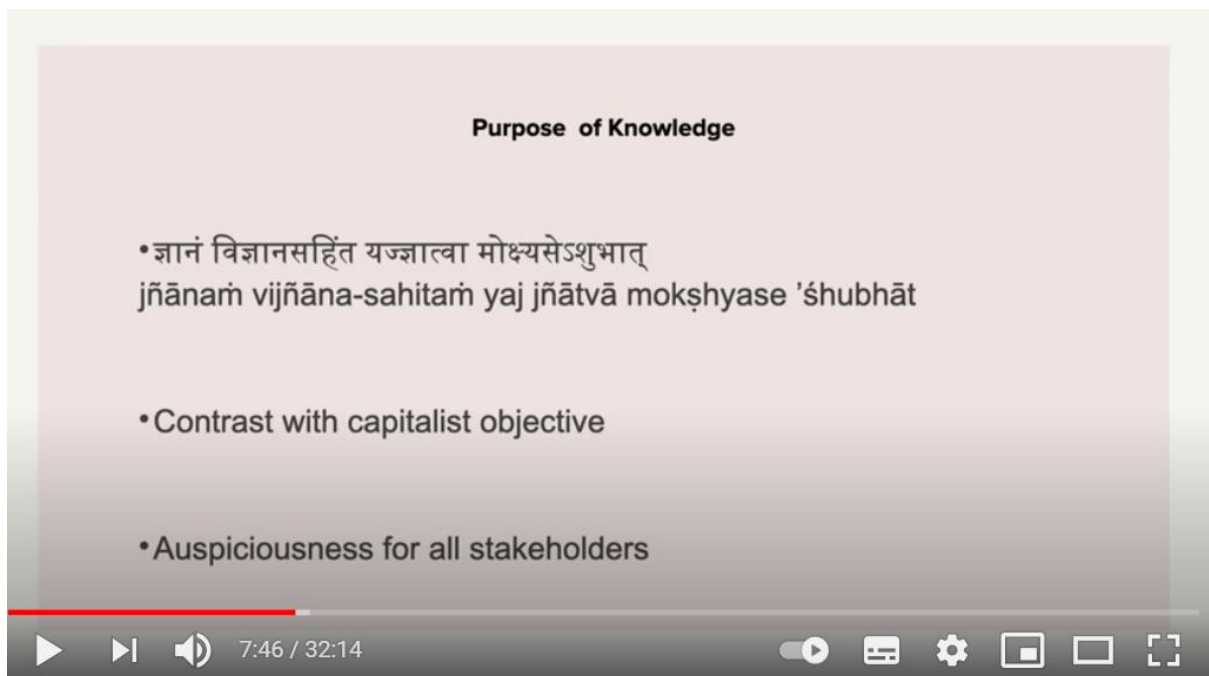 Purpose of Knowledge
•ज्ञानं विज्ञानसहिंत यज्ज्ञात्वा मोक्ष्यसेऽशुभात्
jñānaṁ vijñāna-sahitaṁ yaj jñātvā mokṣhyase ’śhubhāt
•Contrast with capitalist objective
•Auspiciousness for all stakeholders
7:46 / 32:14